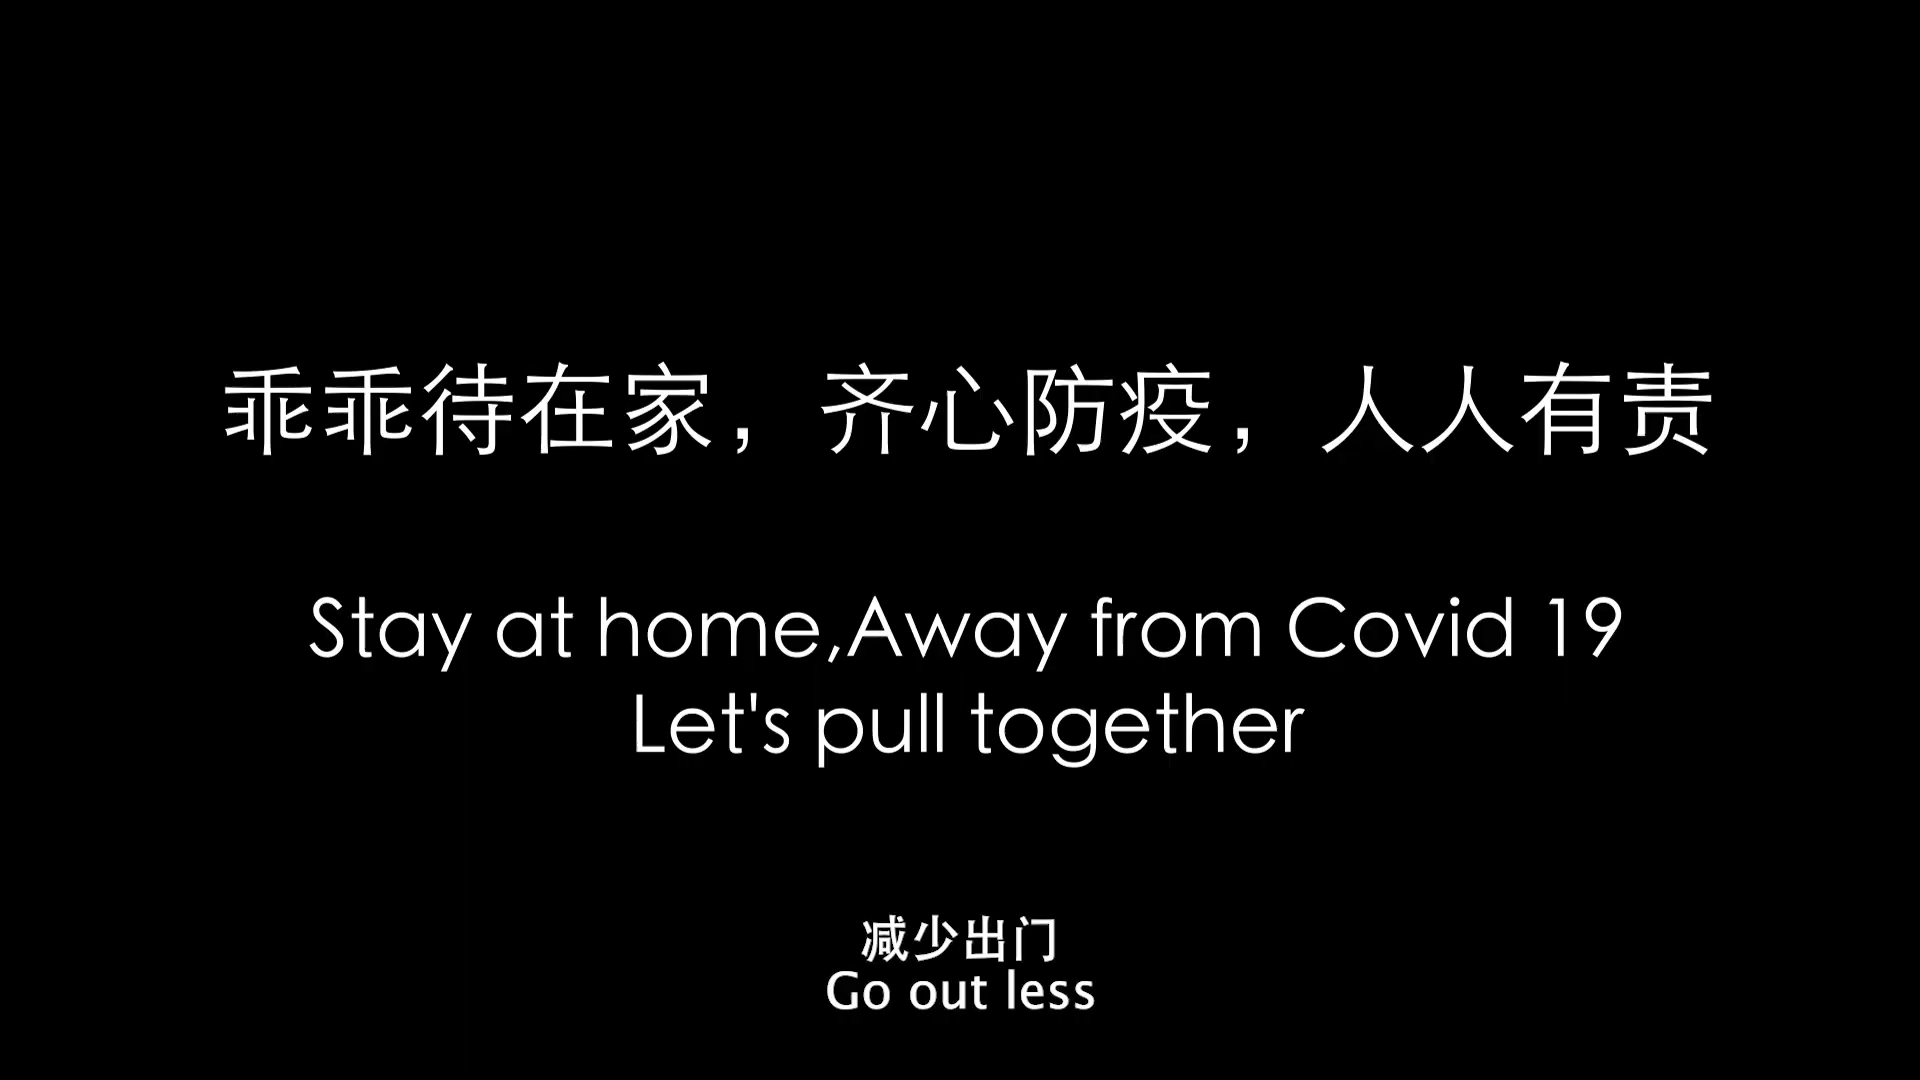 乖乖待在家，齐心防疫，人人有责
Stay at home,Away from Covid 19
Let's pull together
减少出门
Go out less